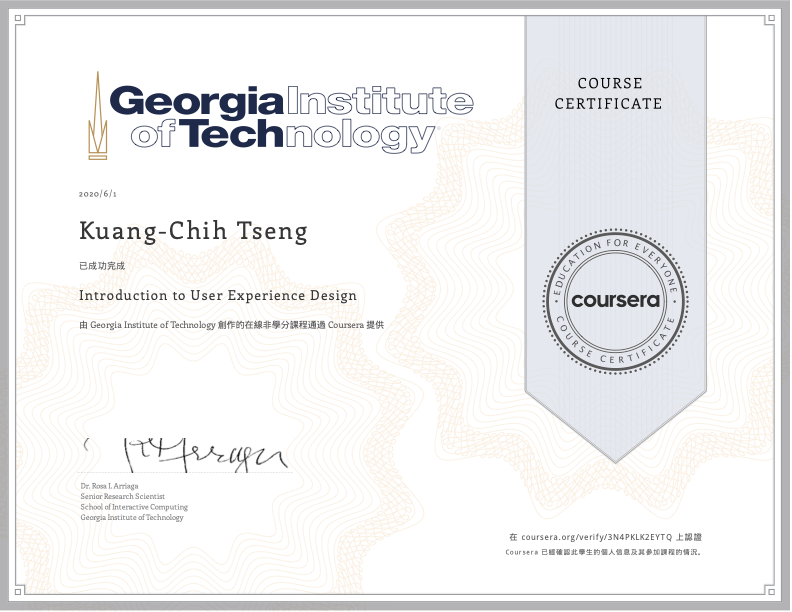 Georgia Institute
of Technology
COURSE
CERTIFICATE
2020/6/1
Kuang-Chih Tseng
已成功完成
Introduction to User Experience Design
由 Georgia Institute of Technology 創作的在線非學分課程通過 Coursera 提供
EDUCATION FOR EVERYONE
coursera
COURSE CERTIFICATE
Dr. Rosa I. Arriaga
Senior Research Scientist
School of Interactive Computing
Georgia Institute of Technology
在 coursera.org/verify/3N4PKLK2EYTQ 上認證
Coursera 已經確認此學生的個人信息及其參加課程的情況。